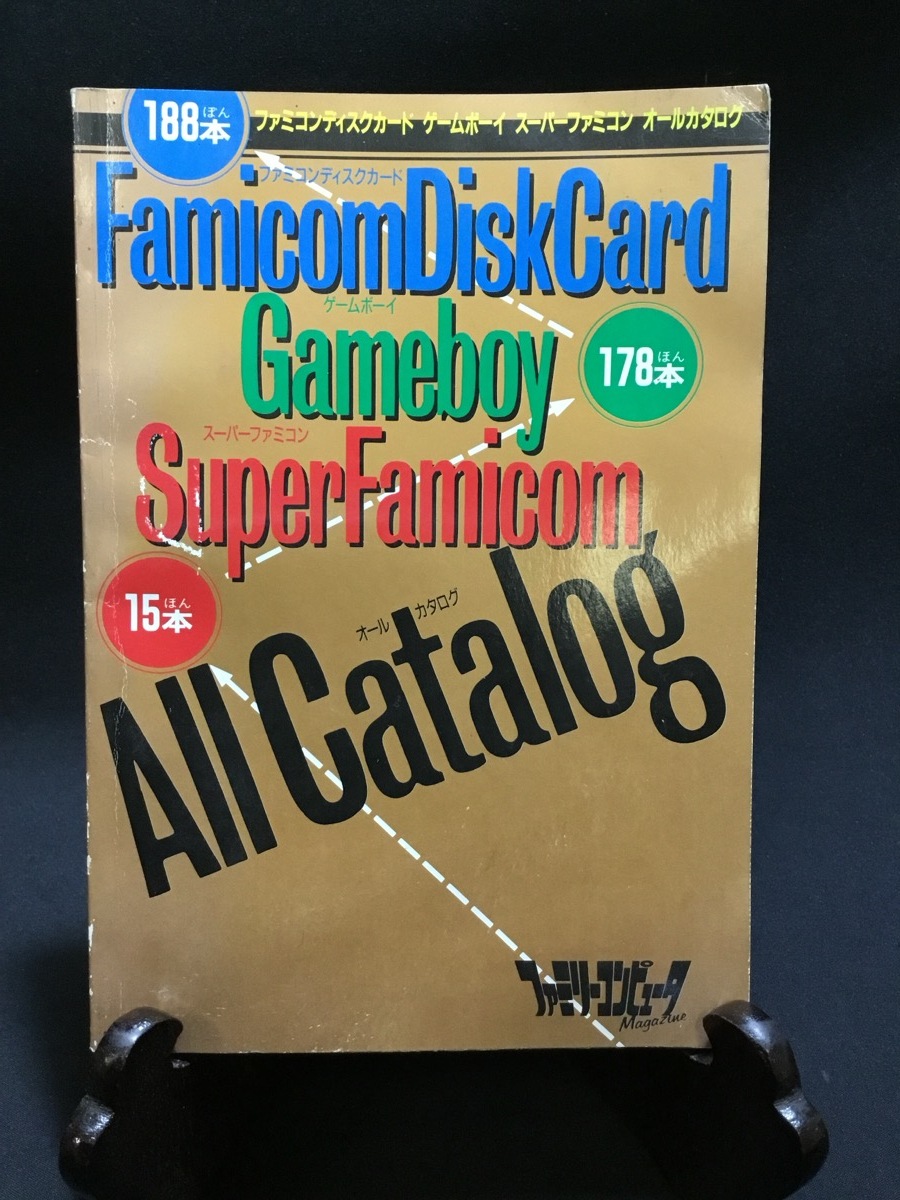 188本
ぽん
ファミコンディスクカード ゲームボーイ スーパーファミコン オールカタログ
ファミコンディスクカード
FamicomDiskCard
ゲームボーイ
Gameboy
178本
ほん
スーパーファミコン
SuperFamicom
15本
ほん
オール カタログ
All Catalog
ファミリーコンピュータ
Magazine